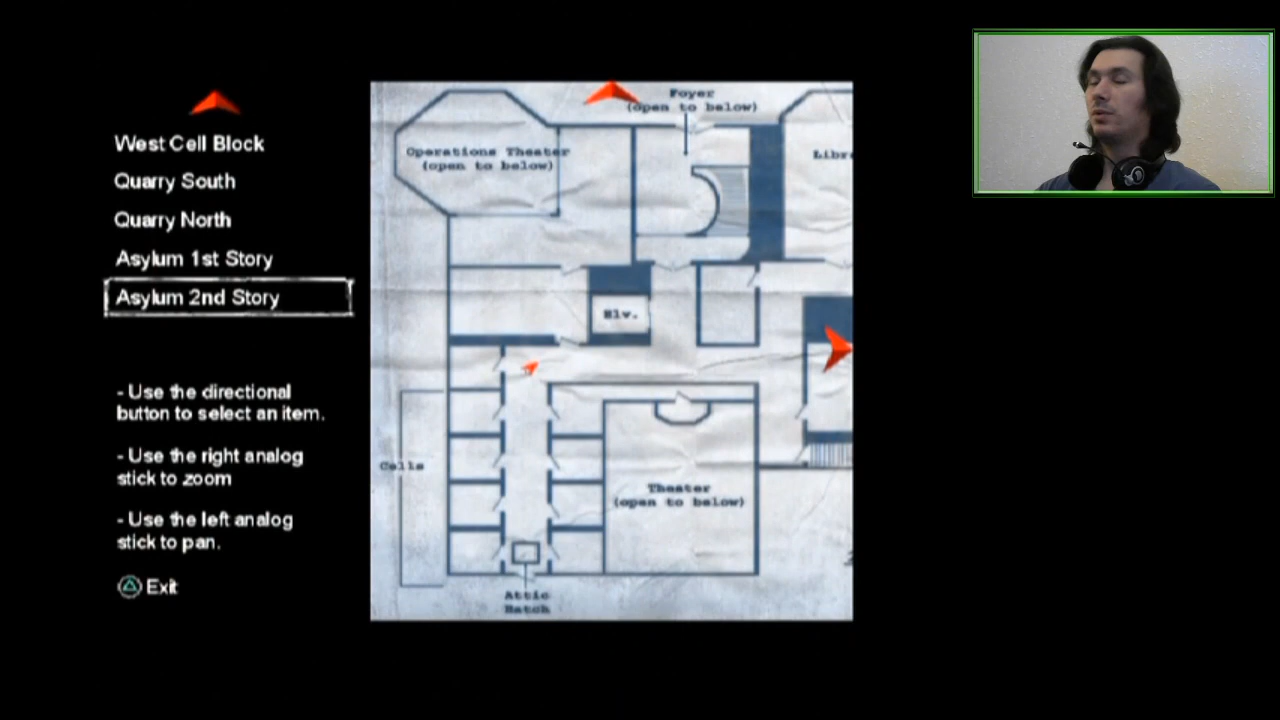 West Cell Block
Quarry South
Quarry North
Asylum 1st Story
Asylum 2nd Story
- Use the directional
button to select an item.
- Use the right analog
stick to zoom
- Use the left analog
stick to pan.
Exit
Foyer
(open to below)
Operations Theater
(open to below)
Libr
Elv.
Cells
Theater
(open to below)
Attic
Hatch